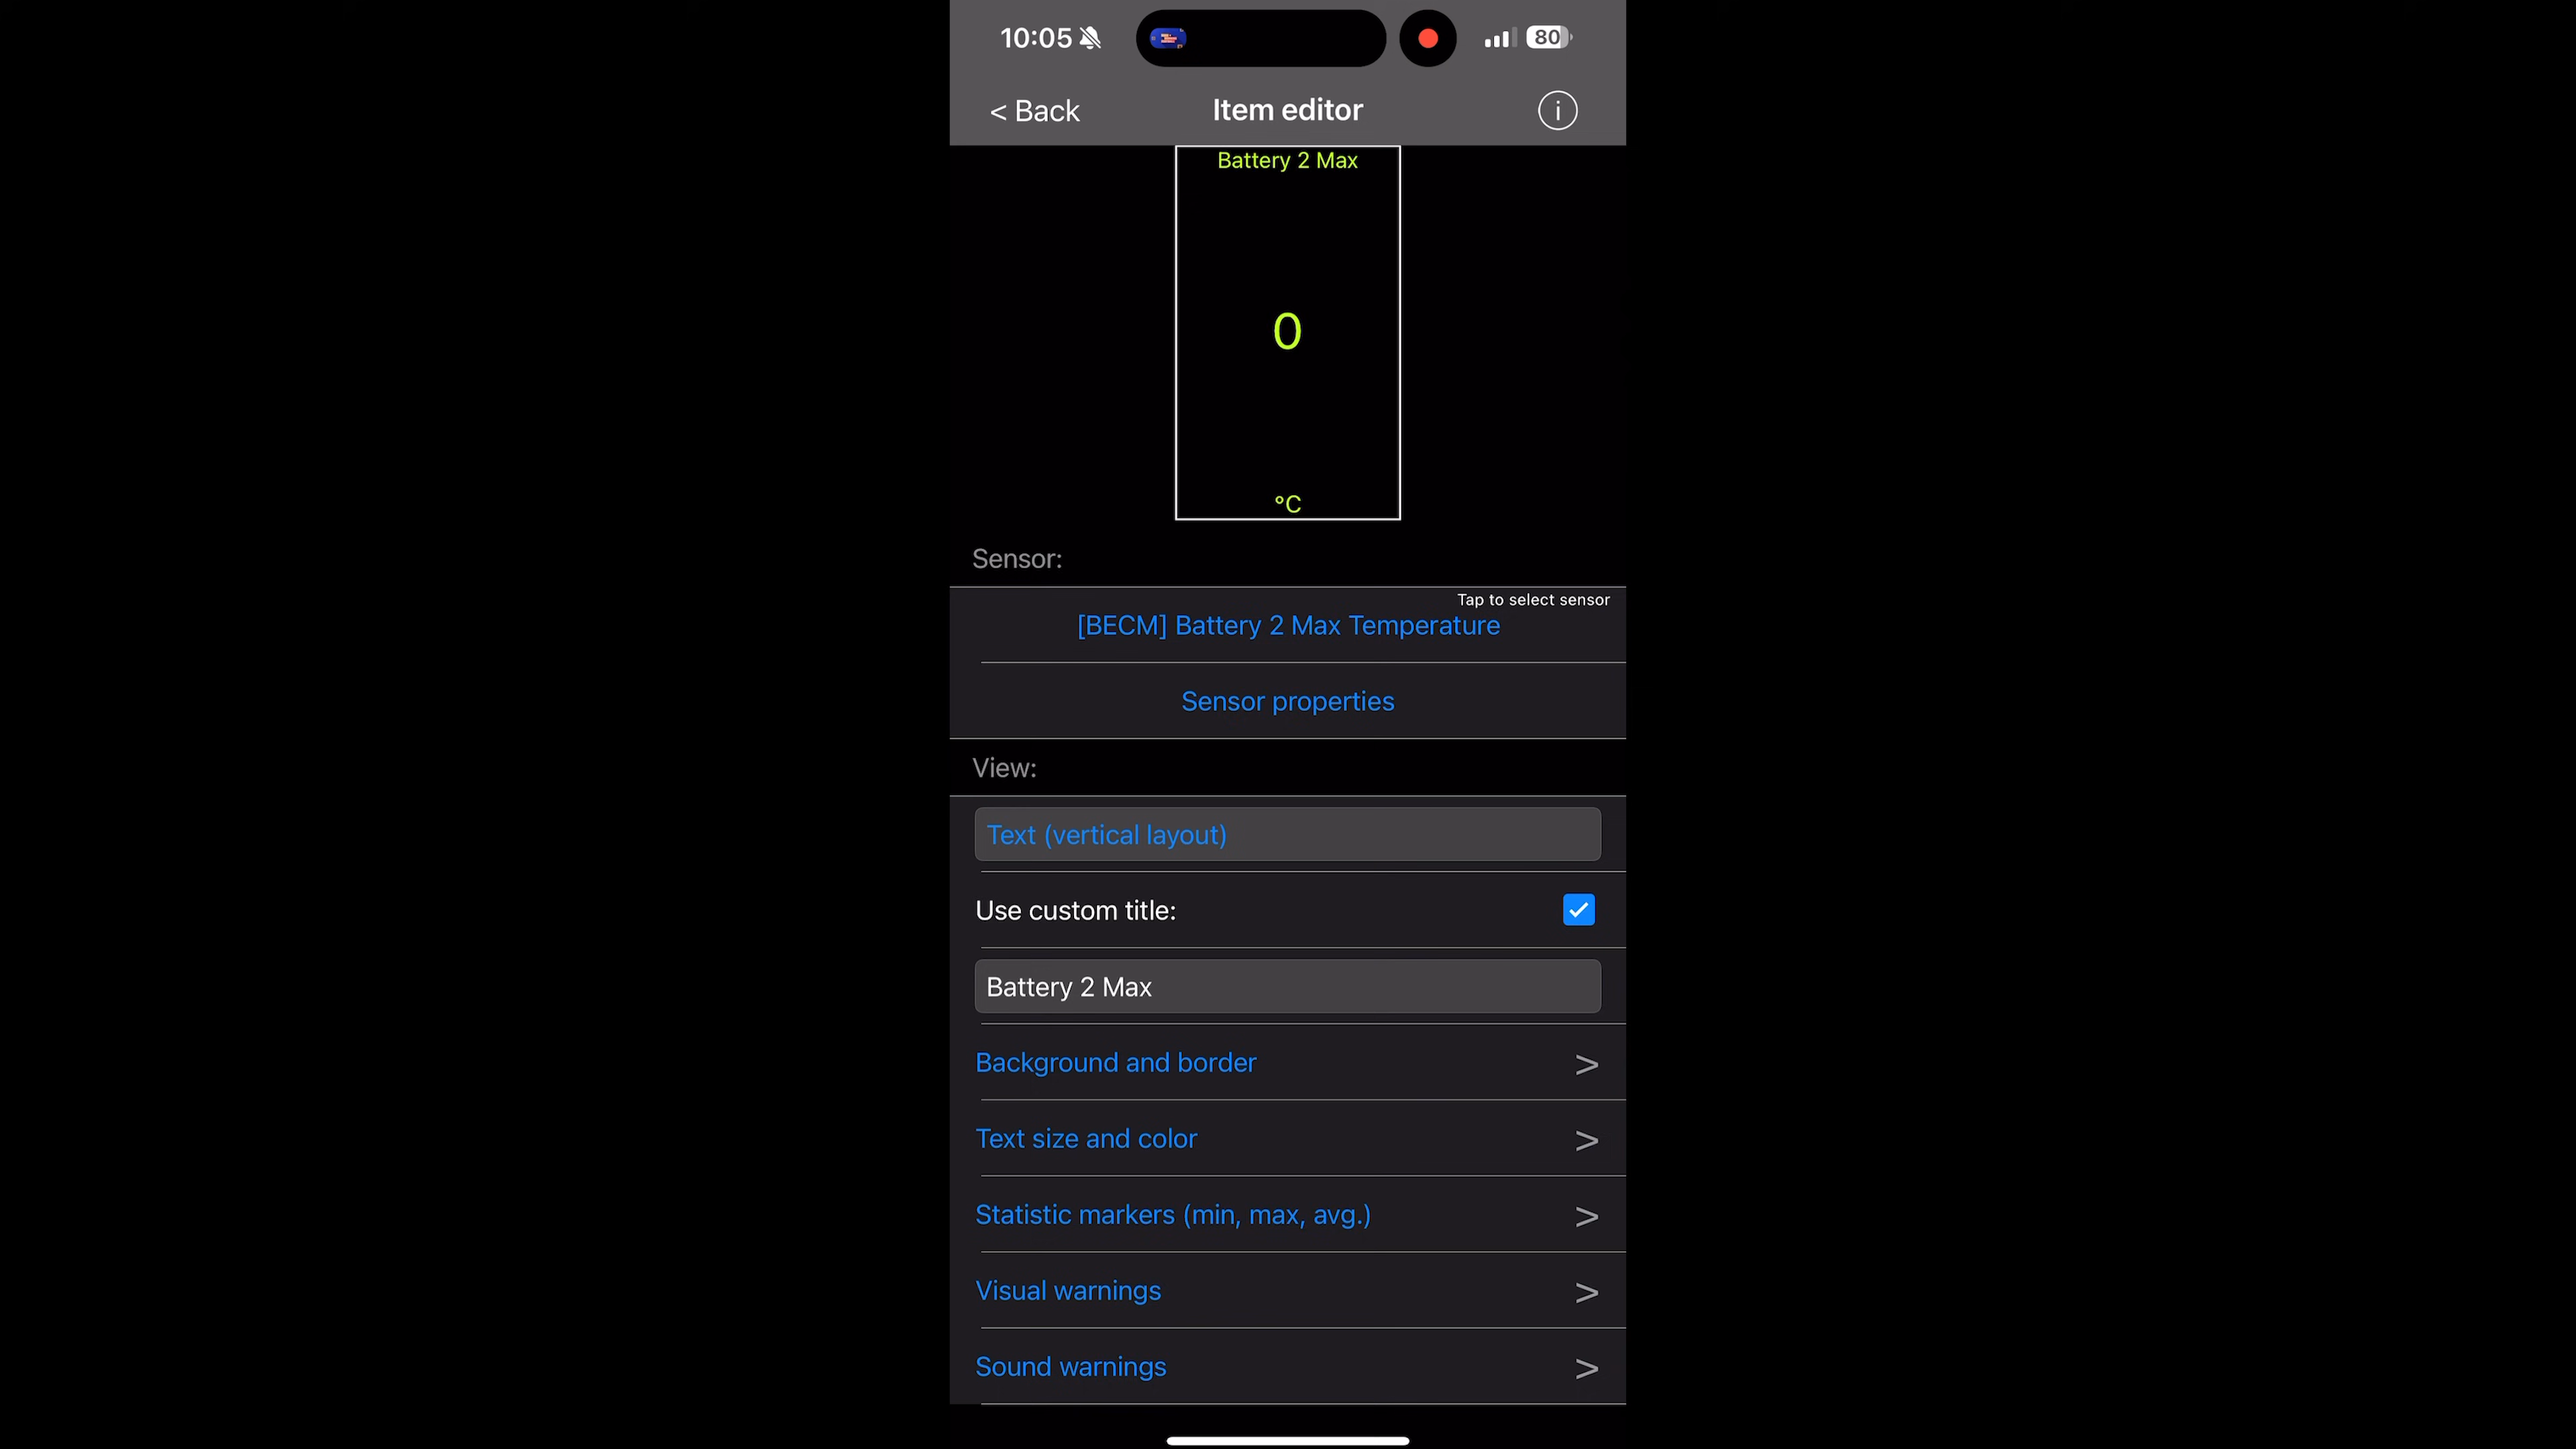 10:05
80
< Back
Item editor
i
Battery 2 Max
0
°C
Sensor:
Tap to select sensor
[BECM] Battery 2 Max Temperature
Sensor properties
View:
Text (vertical layout)
Use custom title:
Battery 2 Max
Background and border >
Text size and color >
Statistic markers (min, max, avg.) >
Visual warnings >
Sound warnings >